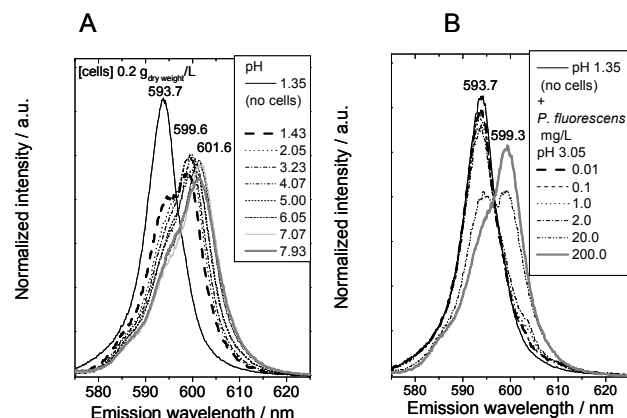 A
[cells] 0.2 g dry weight/L
593.7
599.6
601.6
pH
1.35
(no cells)
1.43
2.05
3.23
4.07
5.00
6.05
7.07
7.93
Normalized intensity / a.u.
580 590 600 610 620
Emission wavelength / nm
B
593.7
599.3
pH 1.35
(no cells)
+
P. fluorescens
mg/L
pH 3.05
0.01
0.1
1.0
2.0
20.0
200.0
Normalized intensity / a.u.
580 590 600 610 620
Emission wavelength / nm